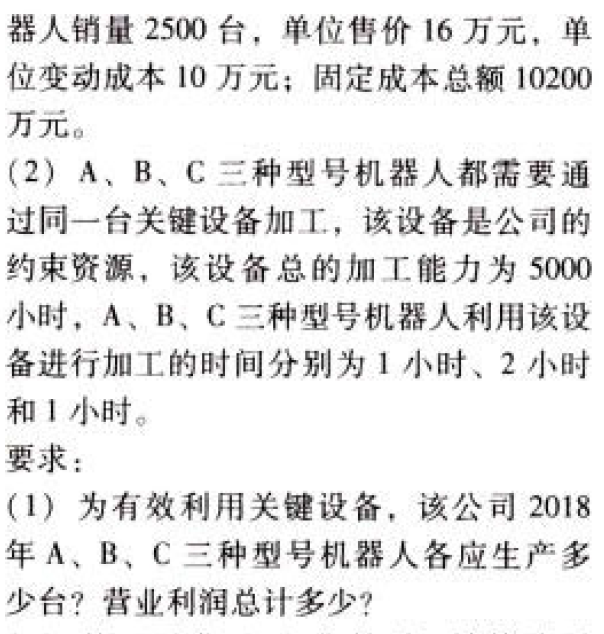 器人销量 2500 台，单位售价 16 万元，单
位变动成本 10 万元；固定成本总额 10200
万元。
（2）A、B、C 三种型号机器人都需要通
过同一台关键设备加工，该设备是公司的
约束资源，该设备总的加工能力为 5000
小时，A、B、C 三种型号机器人利用该设
备进行加工的时间分别为 1 小时、2 小时
和 1 小时。
要求：
（1）为有效利用关键设备，该公司 2018
年 A、B、C 三种型号机器人各应生产多
少台？营业利润总计多少？